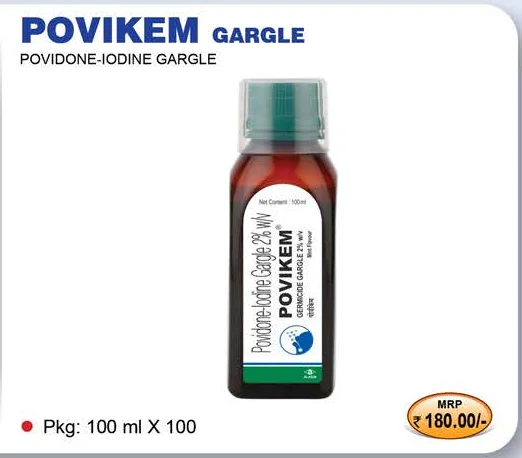 POVIKEM GARGLE
POVIDONE-IODINE GARGLE
Net Content : 100ml
Povidone-Iodine Gargle 2% w/v
POVIKEM®
GERMICIDE GARGLE 2% w/v
Mint Flavour
पोवीकेम
Pkg: 100 ml X 100
MRP
₹ 180.00/-